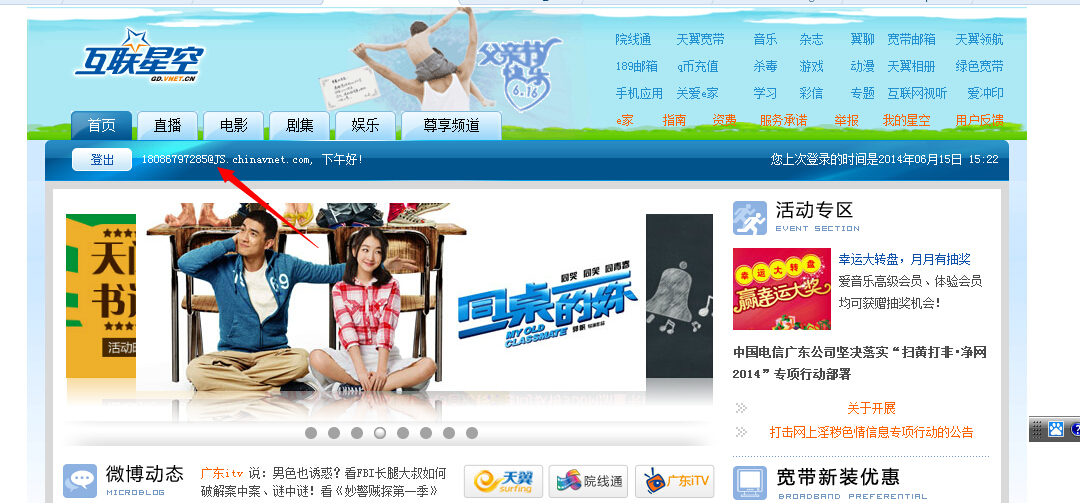 互联星空
GD.VNET.CN
父亲节
快乐
6.16
院线通 天翼宽带 音乐 杂志 翼聊 宽带邮箱 天翼领航
189邮箱 q币充值 杀毒 游戏 动漫 天翼相册 绿色宽带
手机应用 关爱e家 学习 彩信 专题 互联网视听 爱冲印
e家 指南 资费 服务承诺 举报 我的星空 用户反馈
首页 直播 电影 剧集 娱乐 尊享频道
登出 18086797285@JS.chinavnet.com, 下午好!
您上次登录的时间是2014年06月15日 15:22
书
活动
同哭 同笑 同青春
同桌的妳
MY OLD
CLASSMATE
活动专区
EVENT SECTION
幸运大转盘
赢幸运大奖
幸运大转盘，月月有抽奖
爱音乐高级会员、体验会员
均可获赠抽奖机会!
中国电信广东公司坚决落实“扫黄打非·净网
2014”专项行动部署
关于开展
打击网上淫秽色情信息专项行动的公告
微博动态
MICROBLOG
广东itv 说: 男色也诱惑? 看FBI长腿大叔如何
破解案中案、谜中谜! 看《妙警贼探第一季》
天翼
surfing
院线通
广东iTV
宽带新装优惠
BROADBAND PREFERENTIAL